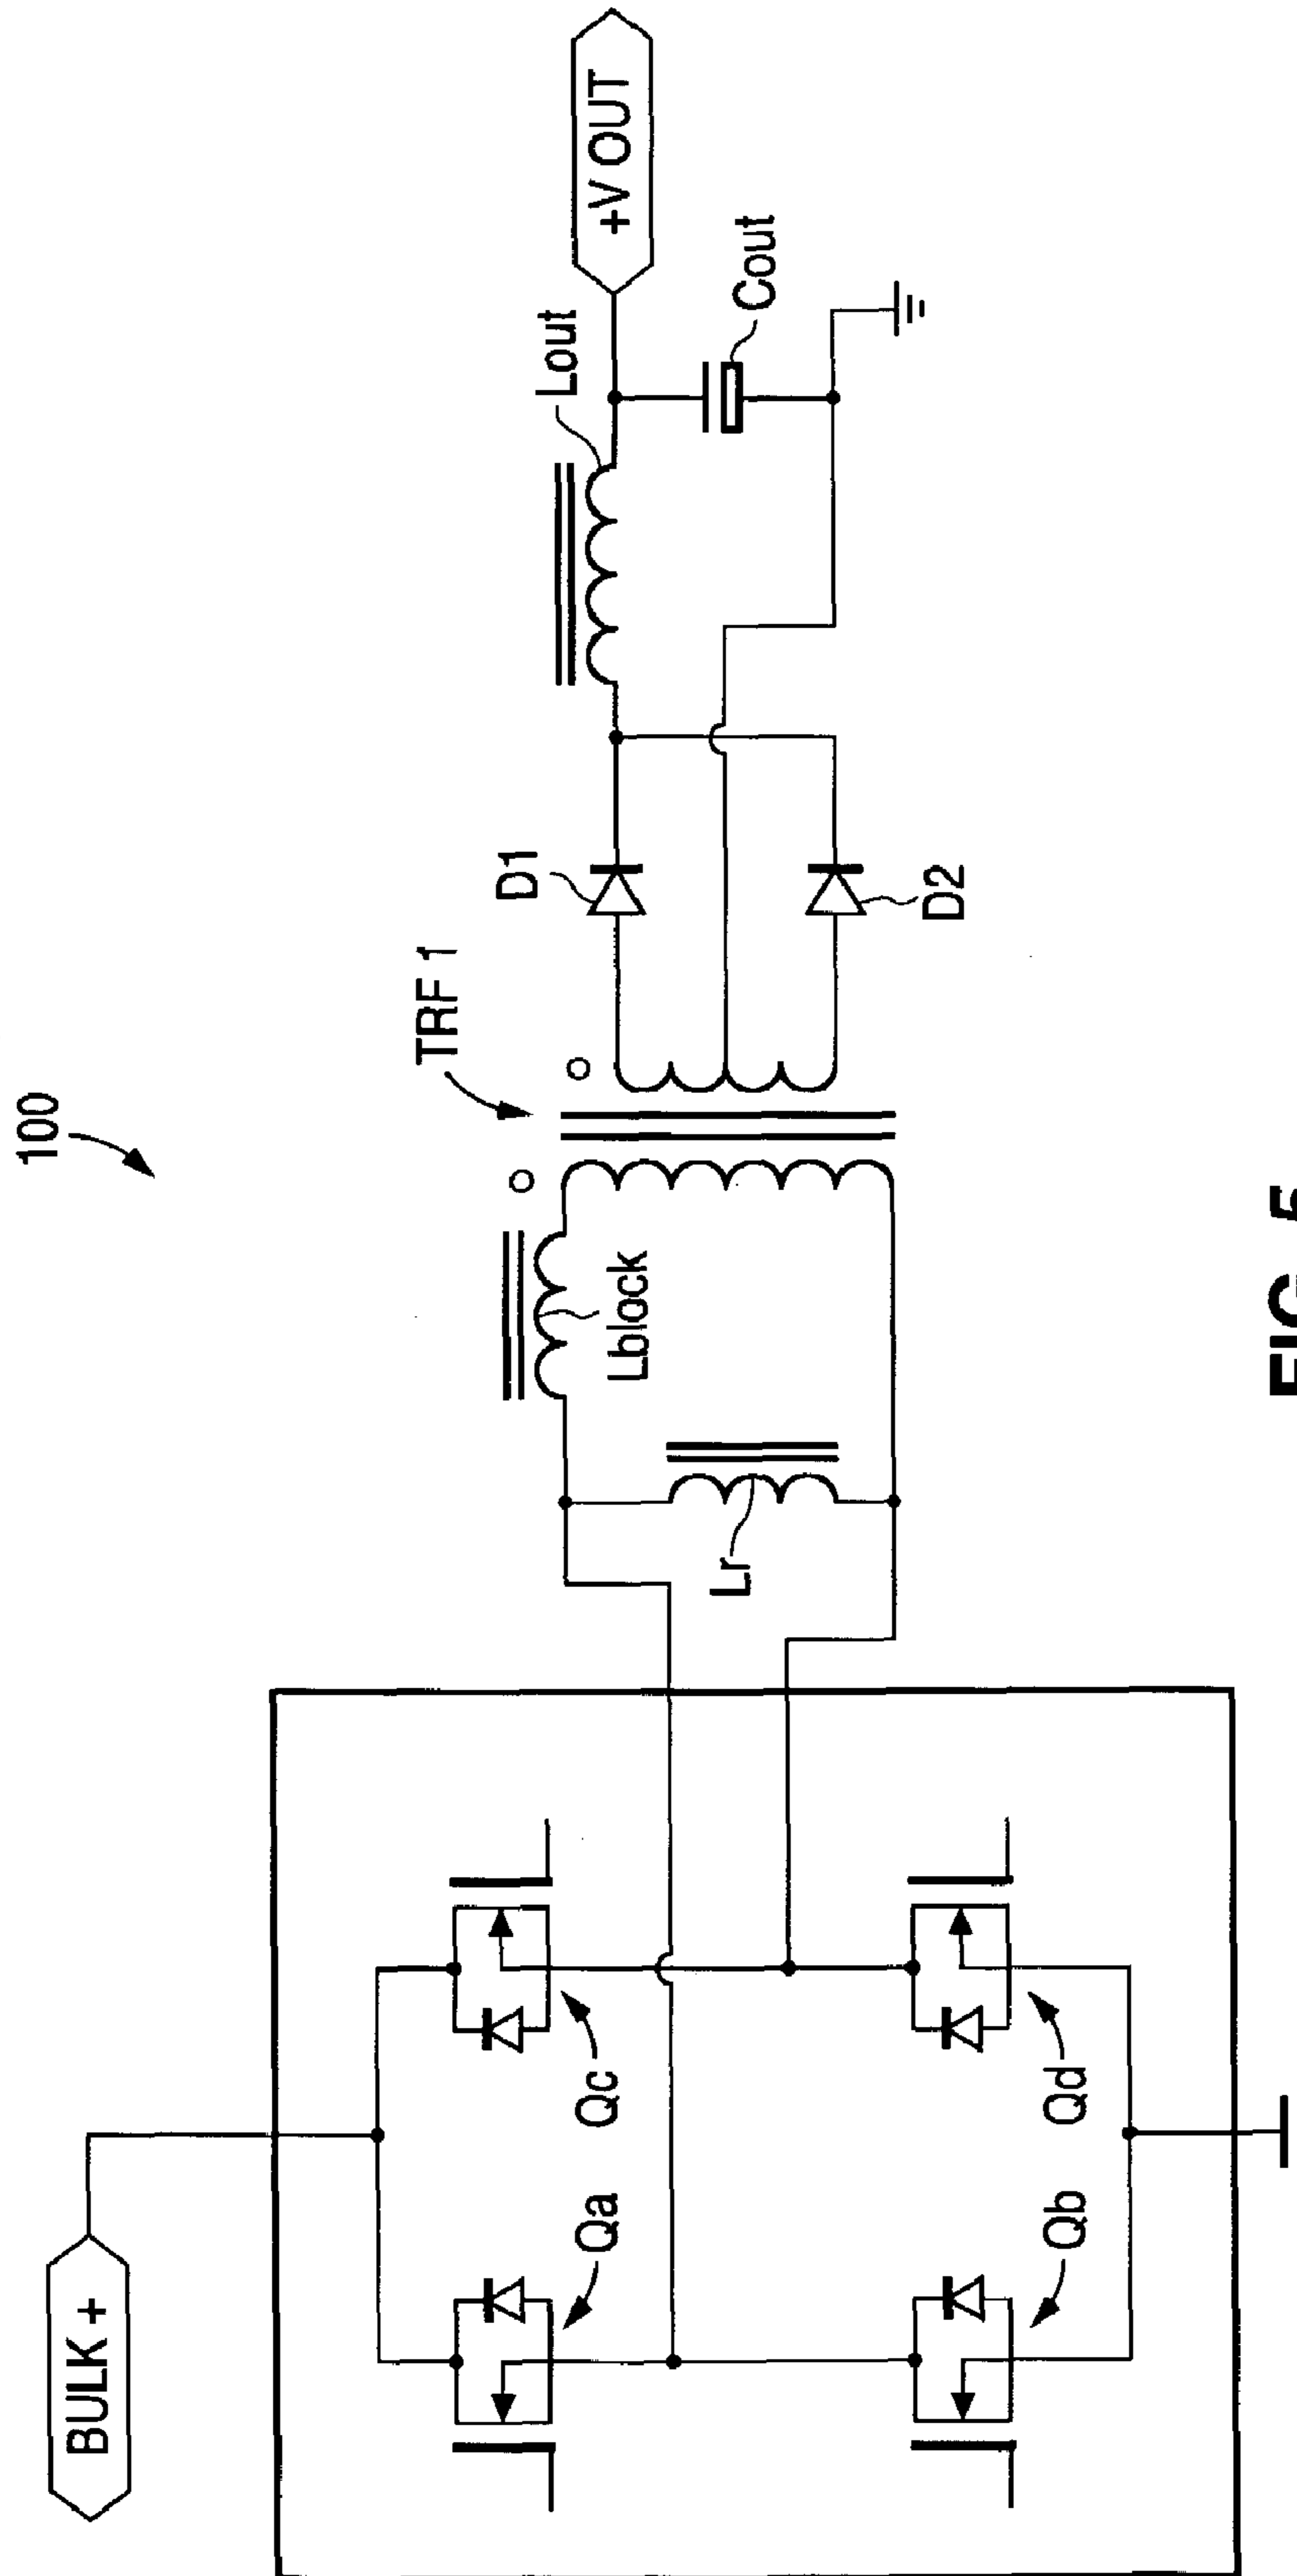 100
BULK +
Qa
Qc
Qb
Qd
Lr
Lblock
TRF 1
D1
D2
Lout
Cout
+V OUT
FIG. 5